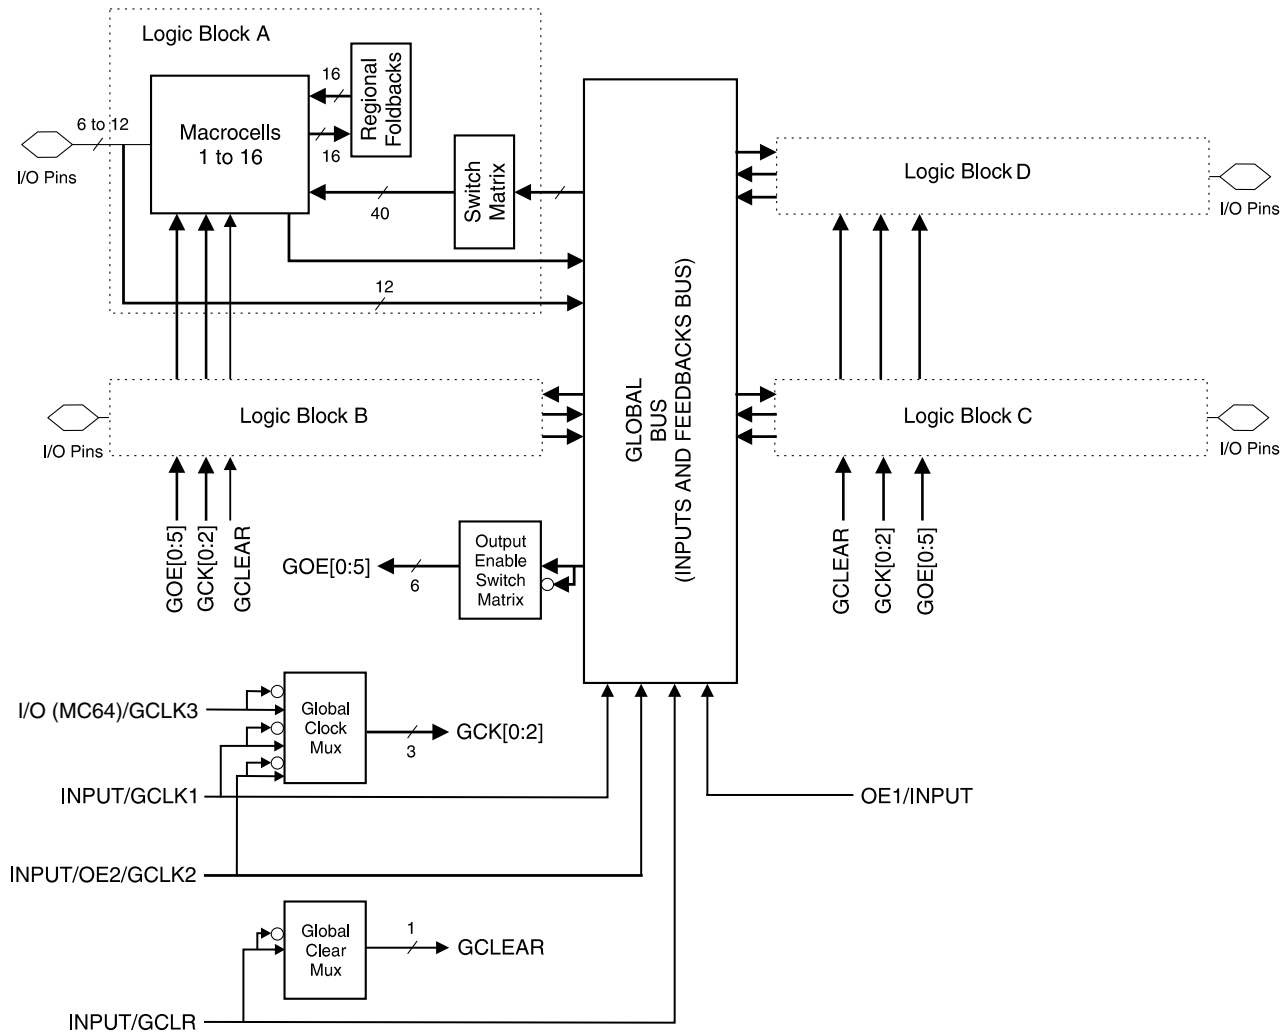 Logic Block A
16
Regional
Foldbacks
16
Macrocells
1 to 16
6 to 12
I/O Pins
40
Switch
Matrix
12
GLOBAL
BUS
(INPUTS AND FEEDBACKS BUS)
Logic Block D
I/O Pins
Logic Block B
I/O Pins
Logic Block C
I/O Pins
GOE[0:5]
GCK[0:2]
GCLEAR
GOE[0:5]
6
Output
Enable
Switch
Matrix
GCLEAR
GCK[0:2]
GOE[0:5]
I/O (MC64)/GCLK3
Global
Clock
Mux
3
GCK[0:2]
INPUT/GCLK1
OE1/INPUT
INPUT/OE2/GCLK2
Global
Clear
Mux
1
GCLEAR
INPUT/GCLR